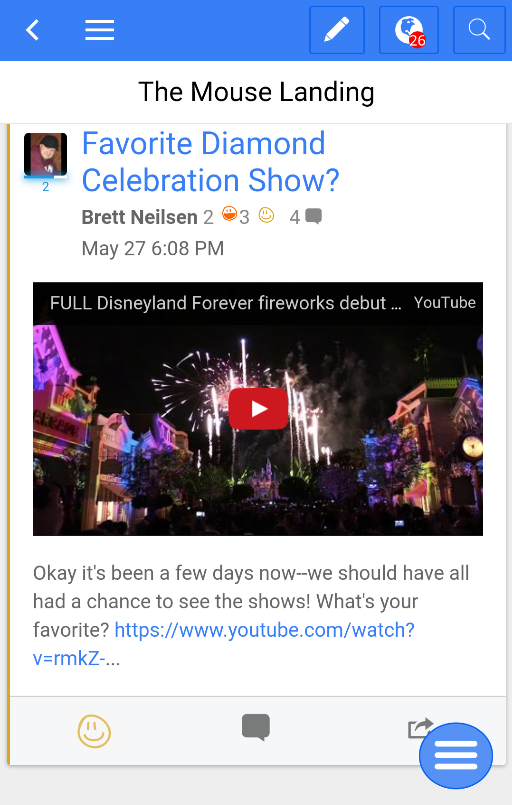 26
The Mouse Landing
Favorite Diamond
Celebration Show?
2
Brett Neilsen 2 3 4
May 27 6:08 PM
FULL Disneyland Forever fireworks debut ... YouTube
Okay it's been a few days now--we should have all
had a chance to see the shows! What's your
favorite? https://www.youtube.com/watch?
v=rmkZ-...